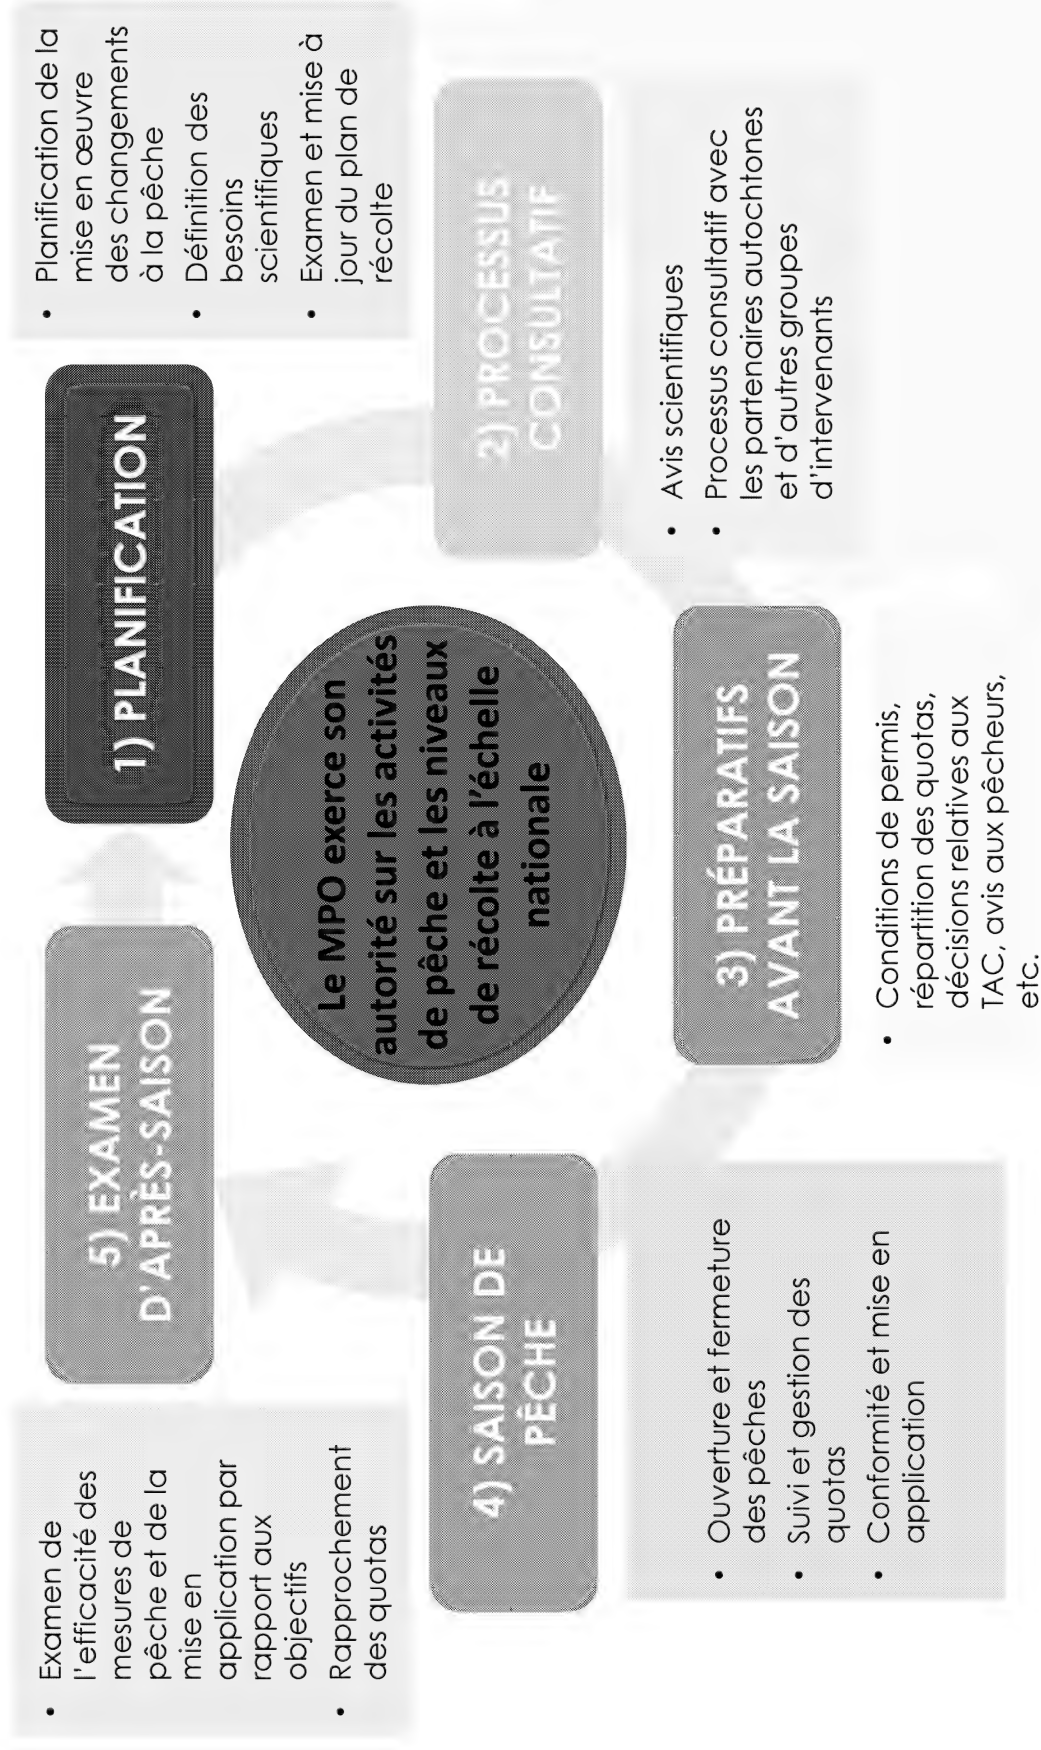 1) PLANIFICATION
• Planification de la
mise en œuvre
des changements
à la pêche
• Définition des
besoins
scientifiques
• Examen et mise à
jour du plan de
récolte
2) PROCESSUS
CONSULTATIF
• Avis scientifiques
• Processus consultatif avec
les partenaires autochtones
et d'autres groupes
d'intervenants
3) PRÉPARATIFS
AVANT LA SAISON
• Conditions de permis,
répartition des quotas,
décisions relatives aux
TAC, avis aux pêcheurs,
etc.
4) SAISON DE
PÊCHE
• Ouverture et fermeture
des pêches
• Suivi et gestion des
quotas
• Conformité et mise en
application
5) EXAMEN
D'APRÈS-SAISON
• Examen de
l'efficacité des
mesures de
pêche et de la
mise en
application par
rapport aux
objectifs
• Rapprochement
des quotas
Le MPO exerce son
autorité sur les activités
de pêche et les niveaux
de récolte à l'échelle
nationale